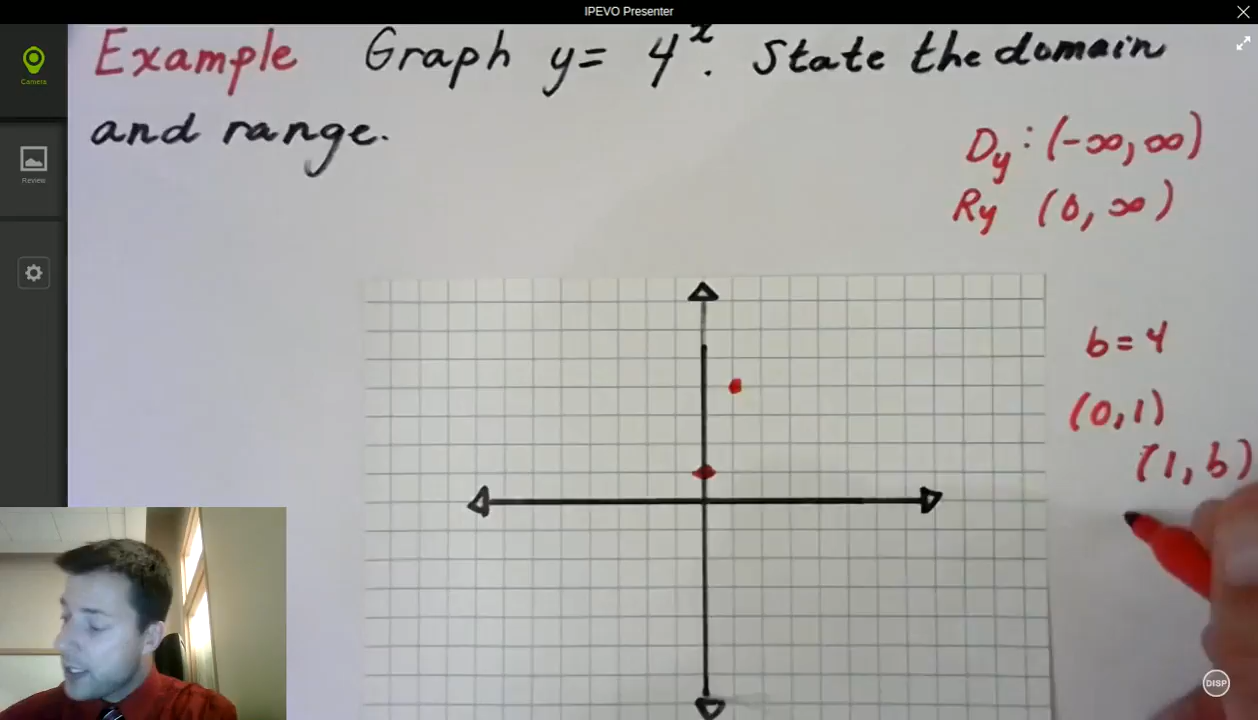 IPEVO Presenter
Camera
Review
Example Graph y = 4^x. State the domain
and range.
Dy: (-∞, ∞)
Ry (0, ∞)
b = 4
(0, 1)
(1, b)
DISP